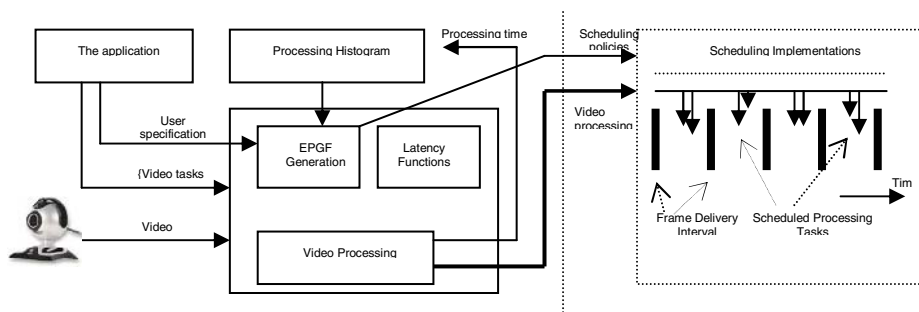 Processing time
Scheduling
policies
The application
Processing Histogram
Scheduling Implementations
User
specification
EPGF
Generation
Latency
Functions
Video
processing
{Video tasks
Tim
Video
Frame Delivery
Interval
Scheduled Processing
Tasks
Video Processing